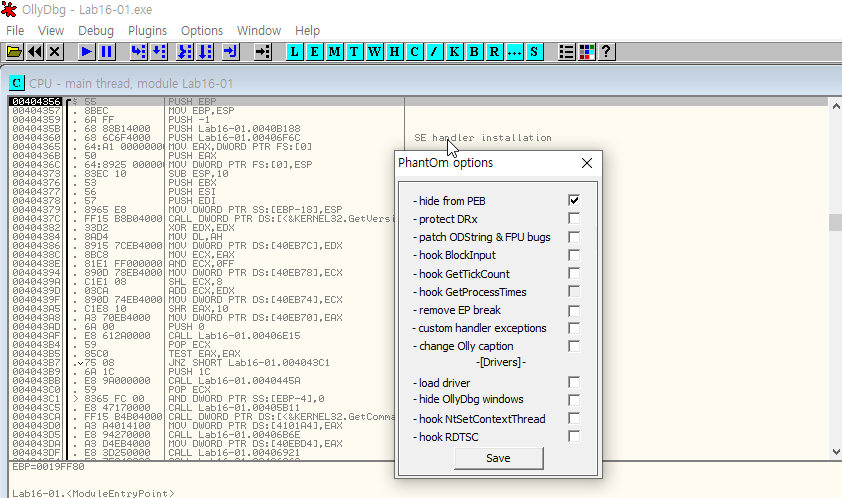 OllyDbg - Lab16-01.exe
File View Debug Plugins Options Window Help
L E M T W H C / K B R ... S ?
C CPU - main thread, module Lab16-01
00404356 55 PUSH EBP
00404357 8BEC MOV EBP,ESP
00404359 6A FF PUSH -1
0040435B 68 88B14000 PUSH Lab16-01.0040B188
00404360 68 6C6F4000 PUSH Lab16-01.00406F6C SE handler installation
00404365 64:A1 00000000 MOV EAX,DWORD PTR FS:[0]
0040436B 50 PUSH EAX
0040436C 64:8925 000000 MOV DWORD PTR FS:[0],ESP
00404373 83EC 10 SUB ESP,10
00404376 53 PUSH EBX
00404377 56 PUSH ESI
00404378 57 PUSH EDI
00404379 8965 E8 MOV DWORD PTR SS:[EBP-18],ESP
0040437C FF15 B8B04000 CALL DWORD PTR DS:[<&KERNEL32.GetVersi
00404382 33D2 XOR EDX,EDX
00404384 8AD4 MOV DL,AH
00404386 8915 7CEB4000 MOV DWORD PTR DS:[40EB7C],EDX
0040438C 8BC8 MOV ECX,EAX
0040438E 81E1 FF000000 AND ECX,0FF
00404394 890D 78EB4000 MOV DWORD PTR DS:[40EB78],ECX
0040439A C1E1 08 SHL ECX,8
0040439D 03CA ADD ECX,EDX
0040439F 890D 74EB4000 MOV DWORD PTR DS:[40EB74],ECX
004043A5 C1E8 10 SHR EAX,10
004043A8 A3 70EB4000 MOV DWORD PTR DS:[40EB70],EAX
004043AD 6A 00 PUSH 0
004043AF E8 612A0000 CALL Lab16-01.00406E15
004043B4 59 POP ECX
004043B5 85C0 TEST EAX,EAX
004043B7 75 08 JNZ SHORT Lab16-01.004043C1
004043B9 6A 1C PUSH 1C
004043BB E8 9A000000 CALL Lab16-01.0040445A
004043C0 59 POP ECX
004043C1 8365 FC 00 AND DWORD PTR SS:[EBP-4],0
004043C5 E8 47170000 CALL Lab16-01.00405B11
004043CA FF15 B4B04000 CALL DWORD PTR DS:[<&KERNEL32.GetComma
004043D0 A3 A4014100 MOV DWORD PTR DS:[4101A4],EAX
004043D5 E8 94270000 CALL Lab16-01.00406B6E
004043DA A3 D4EB4000 MOV DWORD PTR DS:[40EBD4],EAX
004043DF E8 3D250000 CALL Lab16-01.00406921
EBP=0019FF80
Lab16-01.<ModuleEntryPoint>
PhantOm options
- hide from PEB
- protect DRx
- patch ODString & FPU bugs
- hook BlockInput
- hook GetTickCount
- hook GetProcessTimes
- remove EP break
- custom handler exceptions
- change Olly caption
-[Drivers]-
- load driver
- hide OllyDbg windows
- hook NtSetContextThread
- hook RDTSC
Save